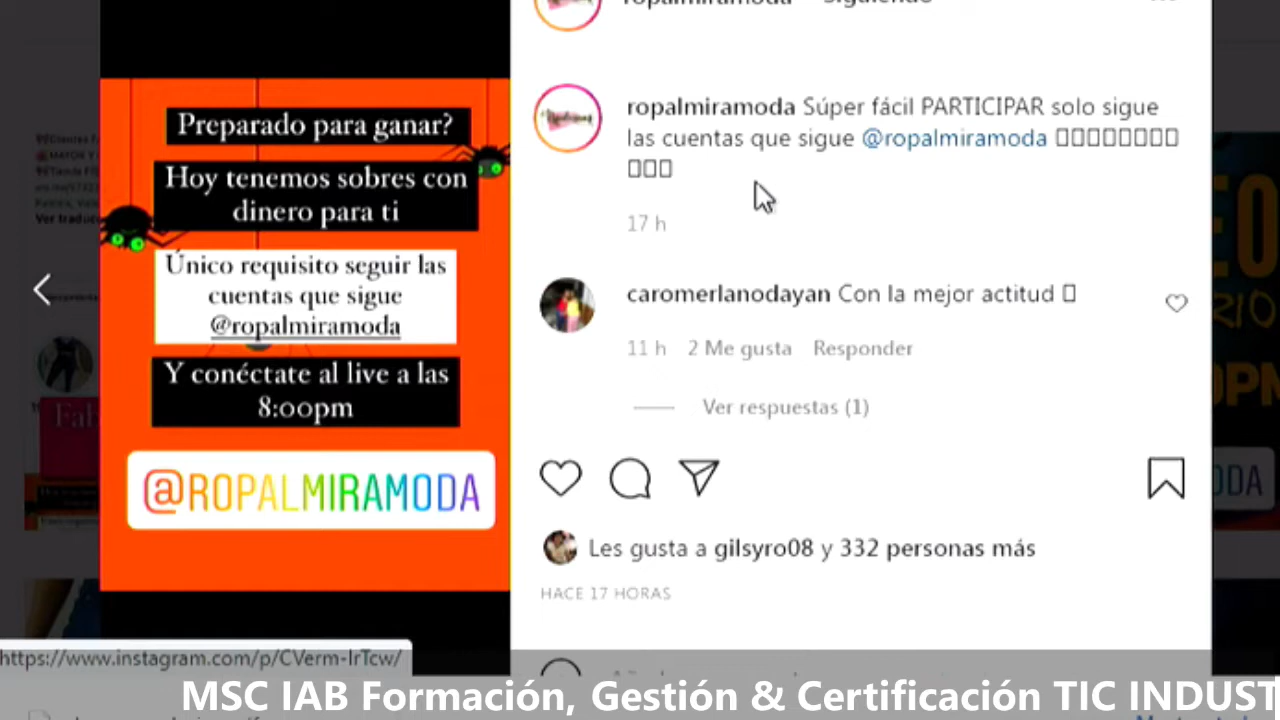 Preparado para ganar?
Hoy tenemos sobres con
dinero para ti
Único requisito seguir las
cuentas que sigue
@ropalmiramoda
Y conéctate al live a las
8:00pm
@ROPALMIRAMODA
ropalmiramoda
Siguiendo
ropalmiramoda Súper fácil PARTICIPAR solo sigue
las cuentas que sigue @ropalmiramoda
17 h
caromerlanodayan Con la mejor actitud
11 h 2 Me gusta Responder
Ver respuestas (1)
Les gusta a gilsyro08 y 332 personas más
HACE 17 HORAS
https://www.instagram.com/p/CVerm-lrTcw/
MSC IAB Formación, Gestión & Certificación TIC INDUST